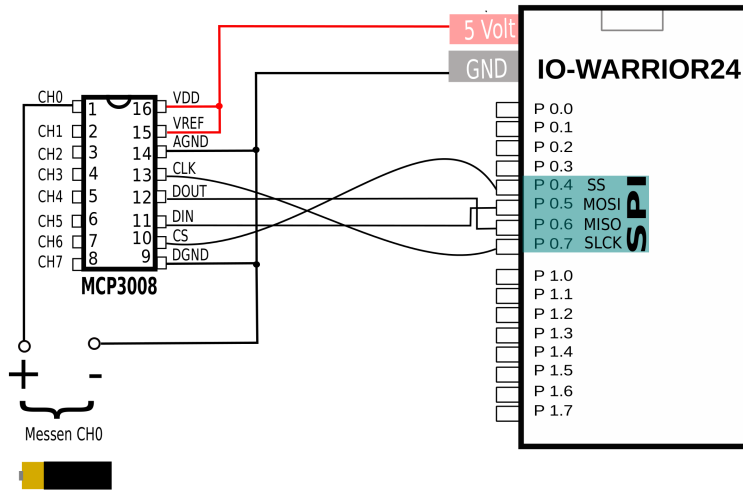 5 Volt
GND
IO-WARRIOR24
CH0
CH1
CH2
CH3
CH4
CH5
CH6
CH7
1 16
2 15
3 14
4 13
5 12
6 11
7 10
8 9
VDD
VREF
AGND
CLK
DOUT
DIN
CS
DGND
MCP3008
P 0.0
P 0.1
P 0.2
P 0.3
P 0.4 SS
P 0.5 MOSI
P 0.6 MISO
P 0.7 SLCK
SPI
P 1.0
P 1.1
P 1.2
P 1.3
P 1.4
P 1.5
P 1.6
P 1.7
+ -
Messen CH0